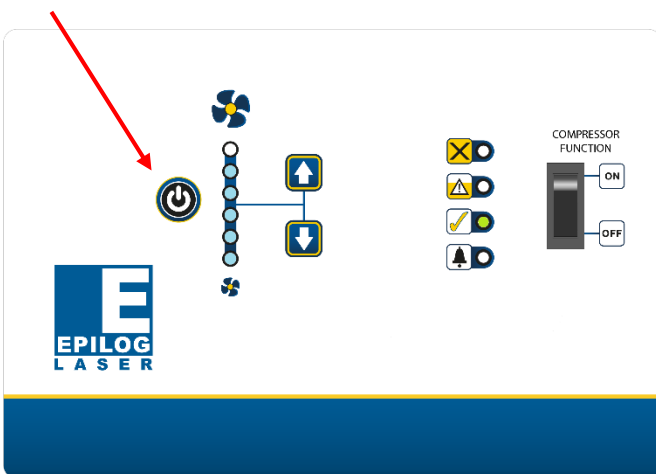 COMPRESSOR
FUNCTION
ON
OFF
E
EPILOG
LASER